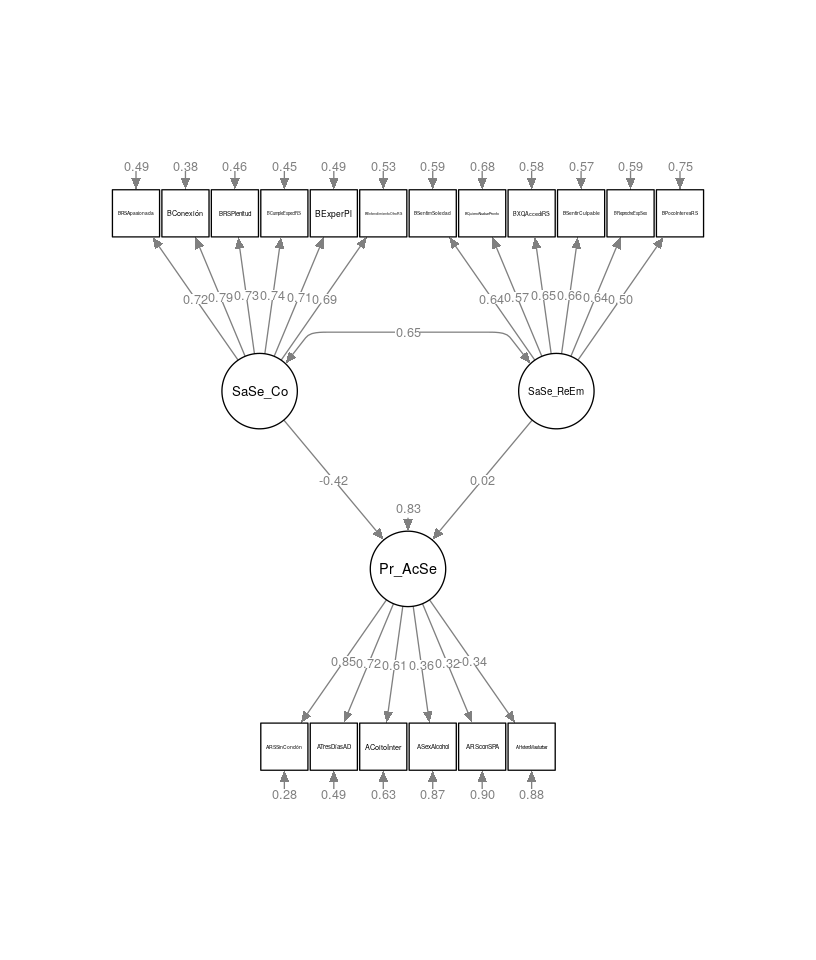 0.49 0.38 0.46 0.45 0.49 0.53 0.59 0.68 0.58 0.57 0.59 0.75
BRSApasionada BConexión BRSPlenitud BCumpleExpectRS BExperPl BSentimSoledad BXQAccedíRS BSentirCulpable BRepresExpSex BPocoInteresRS
0.72 0.79 0.73 0.74 0.71 0.69 0.64 0.57 0.65 0.66 0.64 0.50
0.65
SaSe_Co SaSe_ReEm
-0.42 0.02
0.83
Pr_AcSe
0.85 0.72 0.61 0.36 0.32 -0.34
ARSSinCondón ATresDíasAD ACoitoInter ASexAlcohol ARSconSPA
0.28 0.49 0.63 0.87 0.90 0.88